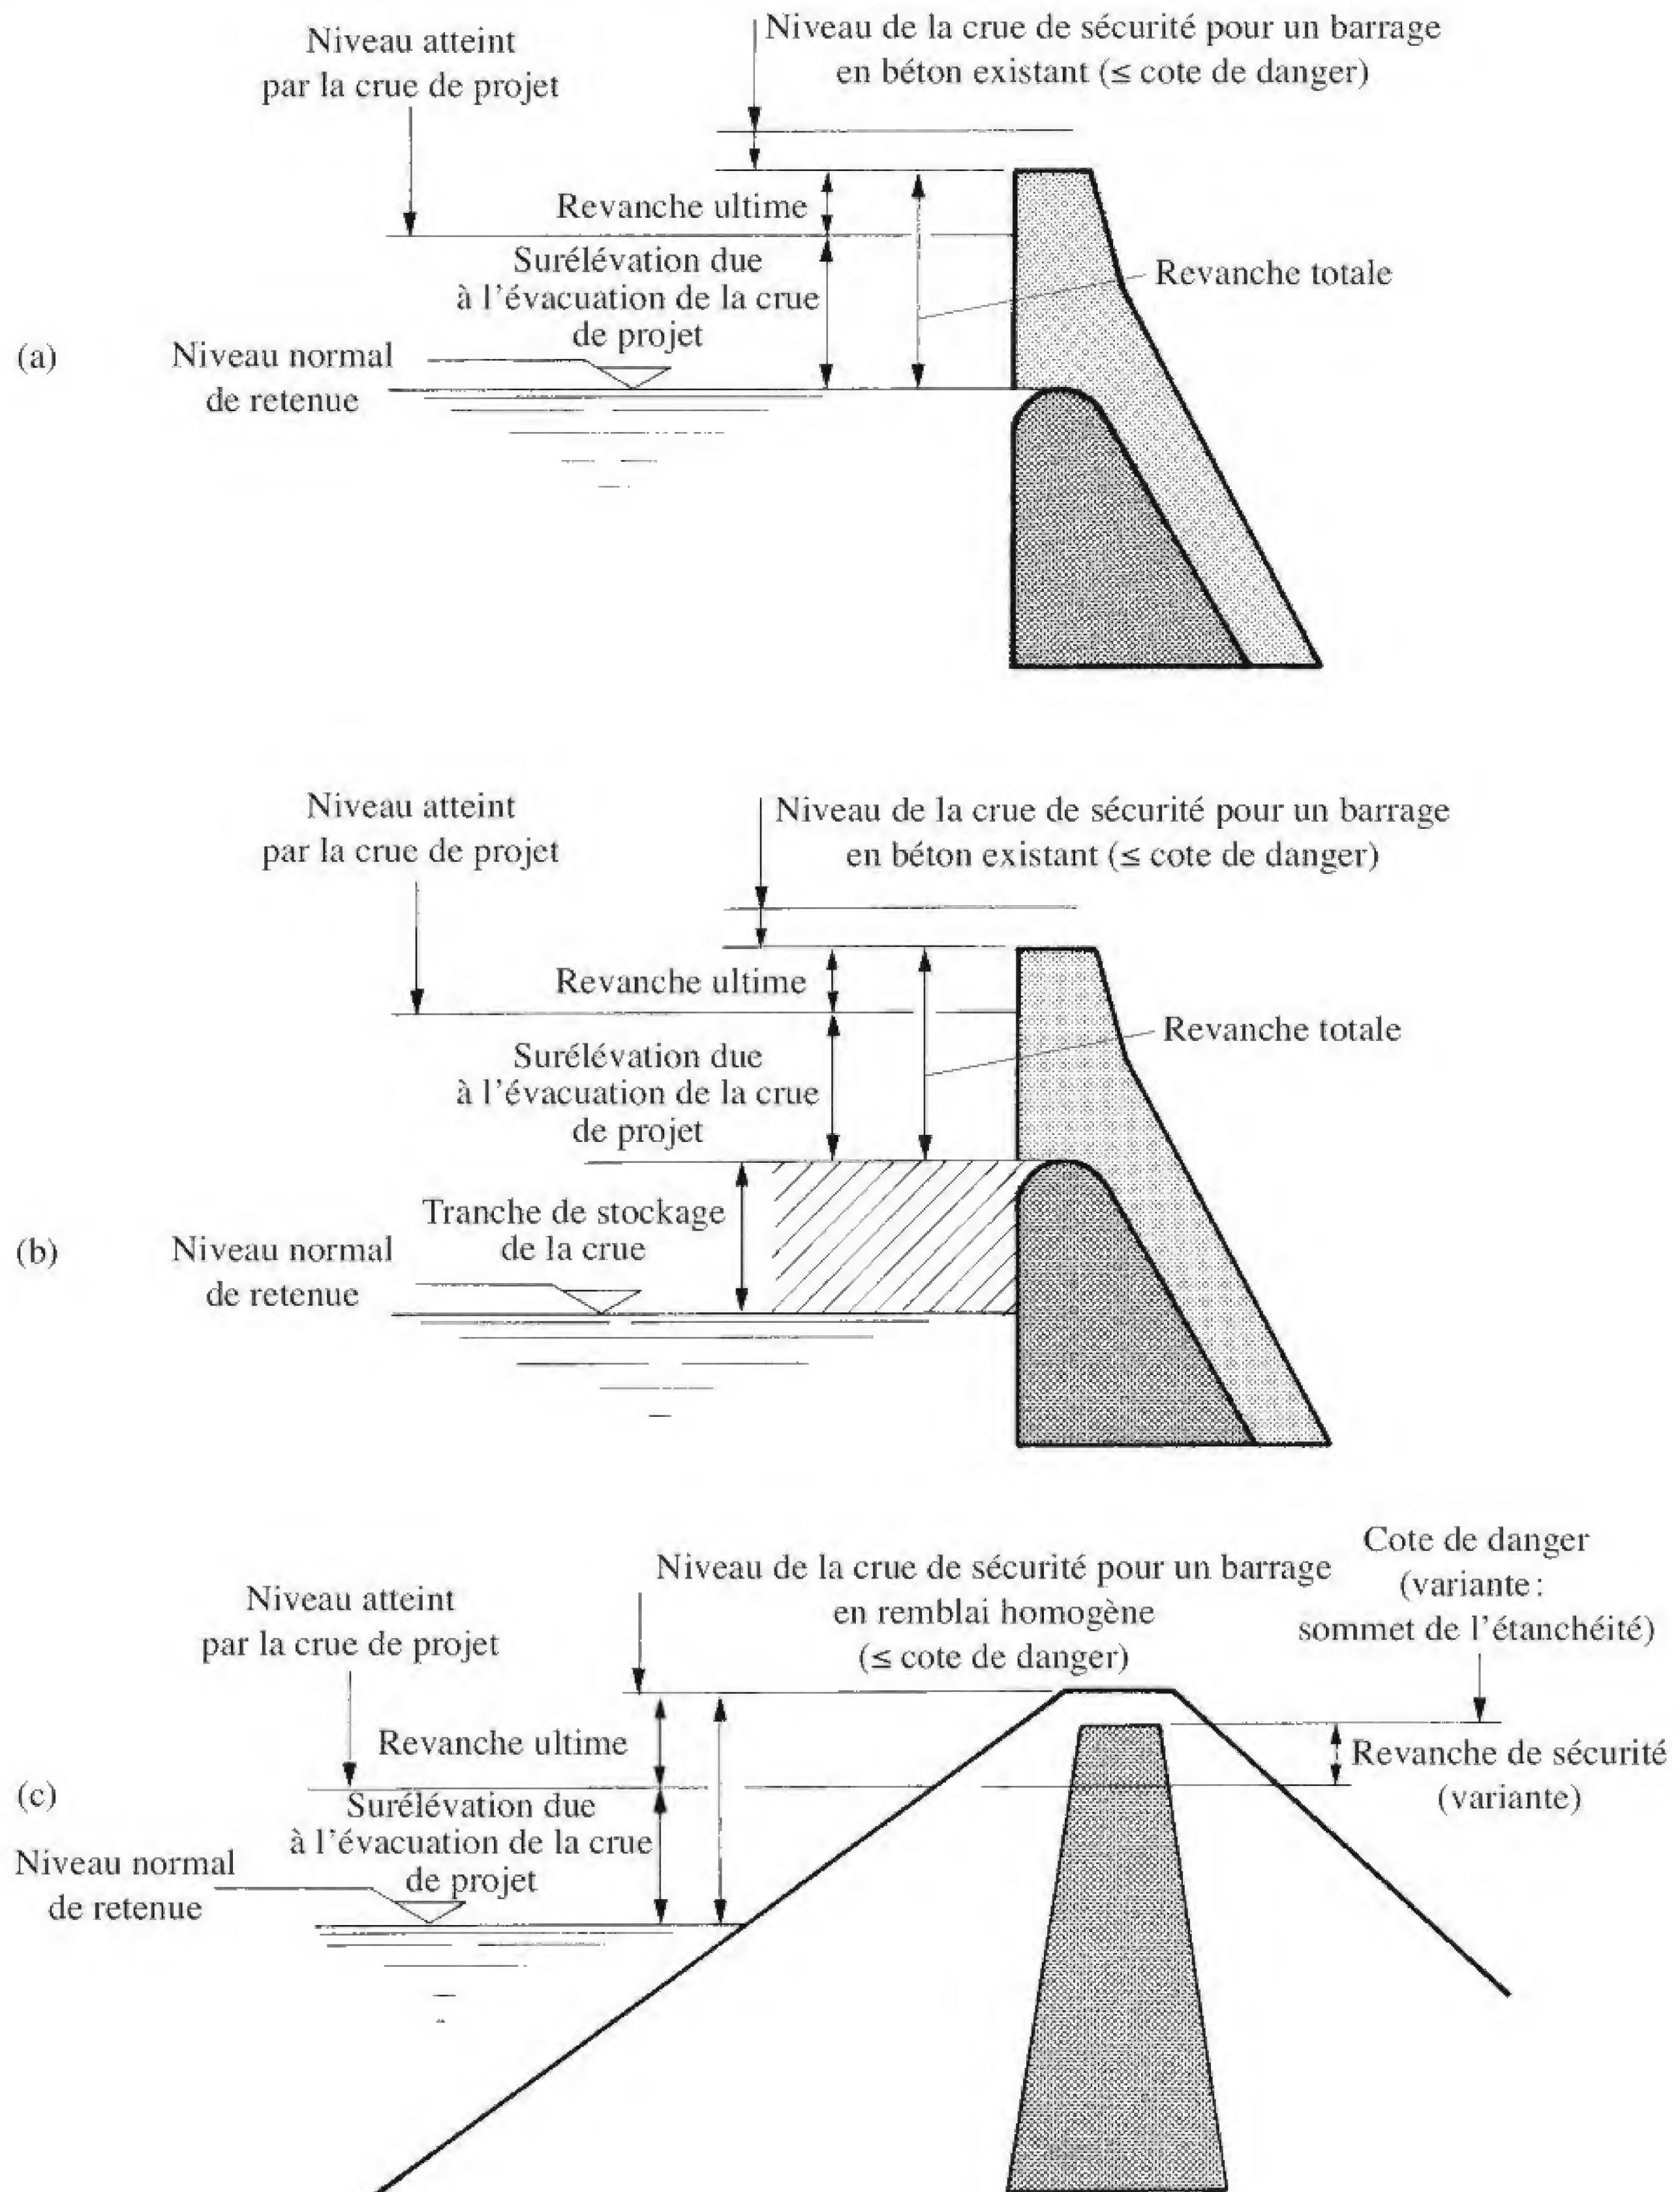 Niveau atteint
par la crue de projet
Niveau de la crue de sécurité pour un barrage
en béton existant (≤ cote de danger)
Revanche ultime
Surélévation due
à l'évacuation de la crue
de projet
Revanche totale
(a)
Niveau normal
de retenue
Niveau atteint
par la crue de projet
Niveau de la crue de sécurité pour un barrage
en béton existant (≤ cote de danger)
Revanche ultime
Revanche totale
Surélévation due
à l'évacuation de la crue
de projet
Tranche de stockage
de la crue
(b)
Niveau normal
de retenue
Cote de danger
(variante :
sommet de l'étanchéité)
Niveau de la crue de sécurité pour un barrage
en remblai homogène
(≤ cote de danger)
Niveau atteint
par la crue de projet
Revanche ultime
Revanche de sécurité
(variante)
(c)
Surélévation due
à l'évacuation de la crue
de projet
Niveau normal
de retenue